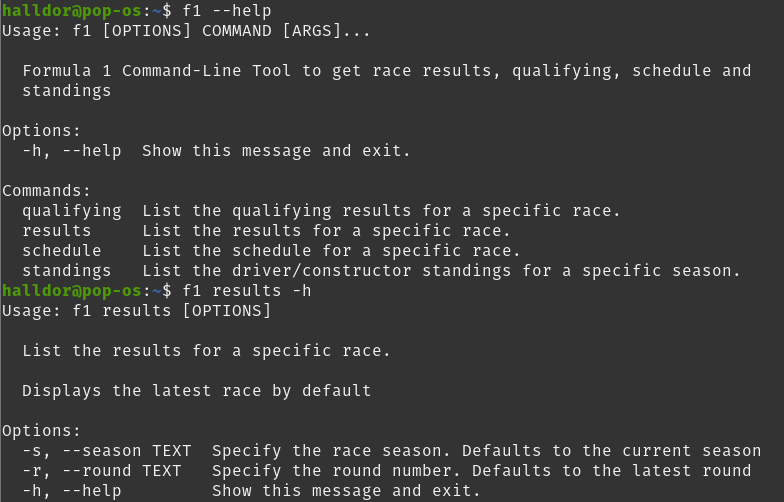 halldor@pop-os:~$ f1 --help
Usage: f1 [OPTIONS] COMMAND [ARGS]...

  Formula 1 Command-Line Tool to get race results, qualifying, schedule and
  standings

Options:
  -h, --help  Show this message and exit.

Commands:
  qualifying  List the qualifying results for a specific race.
  results     List the results for a specific race.
  schedule    List the schedule for a specific race.
  standings   List the driver/constructor standings for a specific season.
halldor@pop-os:~$ f1 results -h
Usage: f1 results [OPTIONS]

  List the results for a specific race.

  Displays the latest race by default

Options:
  -s, --season TEXT  Specify the race season. Defaults to the current season
  -r, --round TEXT   Specify the round number. Defaults to the latest round
  -h, --help         Show this message and exit.